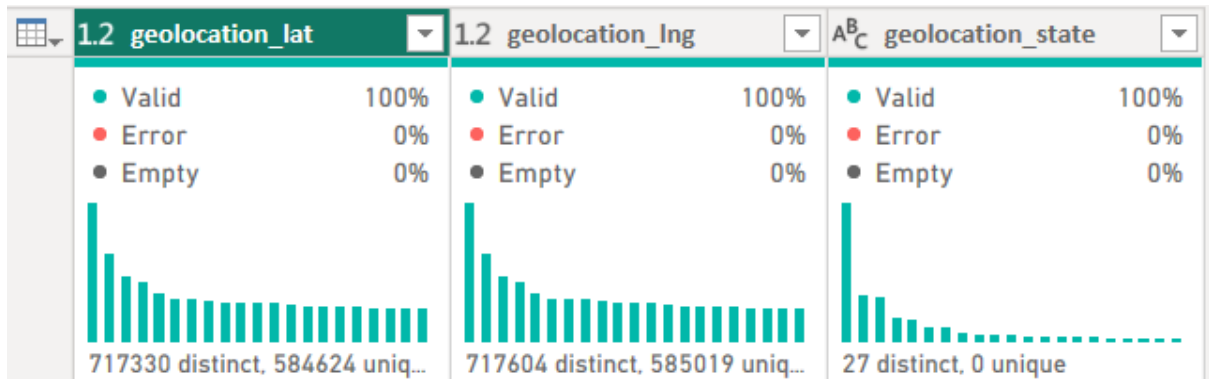 1.2 geolocation_lat 1.2 geolocation_lng ABC geolocation_state
Valid 100% Valid 100% Valid 100%
Error 0% Error 0% Error 0%
Empty 0% Empty 0% Empty 0%
717330 distinct, 584624 uniq... 717604 distinct, 585019 uniq... 27 distinct, 0 unique